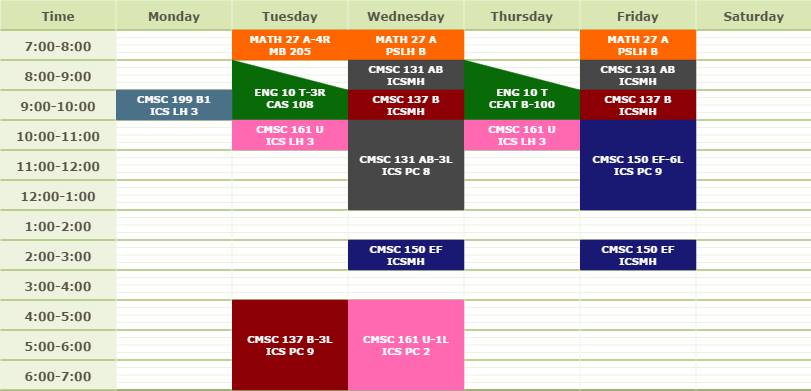 Time Monday Tuesday Wednesday Thursday Friday Saturday
7:00-8:00
MATH 27 A-4R
MB 205
MATH 27 A
PSLH B
MATH 27 A
PSLH B
8:00-9:00
CMSC 131 AB
ICSMH
CMSC 131 AB
ICSMH
ENG 10 T-3R
CAS 108
ENG 10 T
CEAT B-100
9:00-10:00
CMSC 199 B1
ICS LH 3
CMSC 137 B
ICSMH
CMSC 137 B
ICSMH
10:00-11:00
CMSC 161 U
ICS LH 3
CMSC 161 U
ICS LH 3
11:00-12:00
CMSC 131 AB-3L
ICS PC 8
CMSC 150 EF-6L
ICS PC 9
12:00-1:00
1:00-2:00
2:00-3:00
CMSC 150 EF
ICSMH
CMSC 150 EF
ICSMH
3:00-4:00
4:00-5:00
5:00-6:00
CMSC 137 B-3L
ICS PC 9
CMSC 161 U-1L
ICS PC 2
6:00-7:00